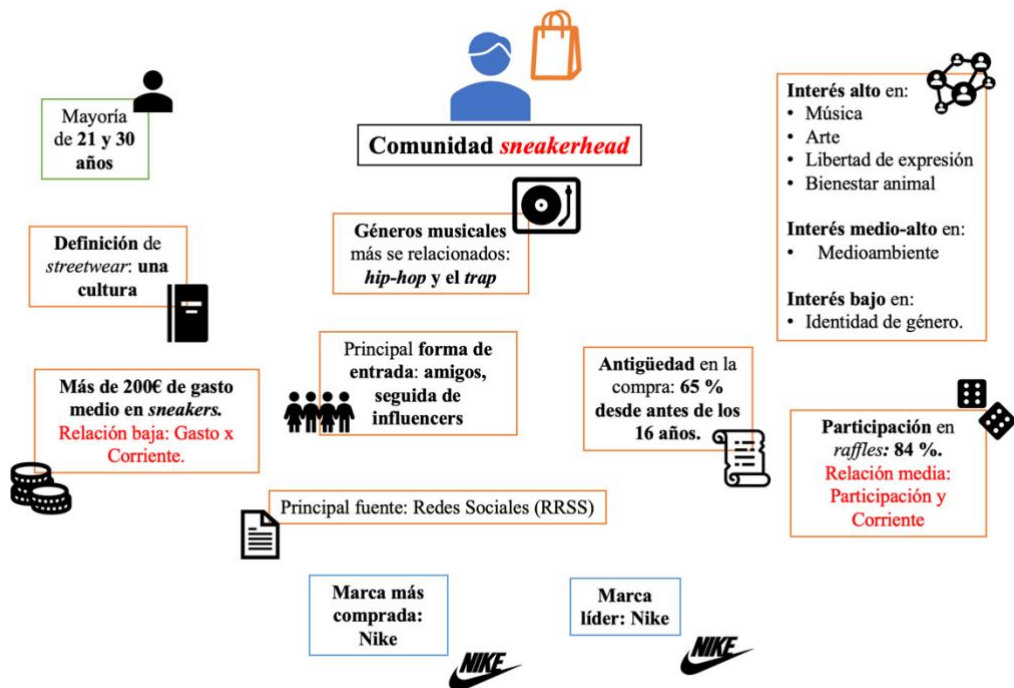 Comunidad sneakerhead
Mayoría
de 21 y 30
años
Interés alto en:
• Música
• Arte
• Libertad de expresión
• Bienestar animal
Interés medio-alto en:
• Medioambiente
Interés bajo en:
• Identidad de género.
Definición de
streetwear: una
cultura
Géneros musicales
más se relacionados:
hip-hop y el trap
Más de 200€ de gasto
medio en sneakers.
Relación baja: Gasto x
Corriente.
Principal forma de
entrada: amigos,
seguida de
influencers
Antigüedad en la
compra: 65 %
desde antes de los
16 años.
Participación en
raffles: 84 %.
Relación media:
Participación y
Corriente
Principal fuente: Redes Sociales (RRSS)
Marca más
comprada:
Nike
NIKE
Marca
líder: Nike
NIKE